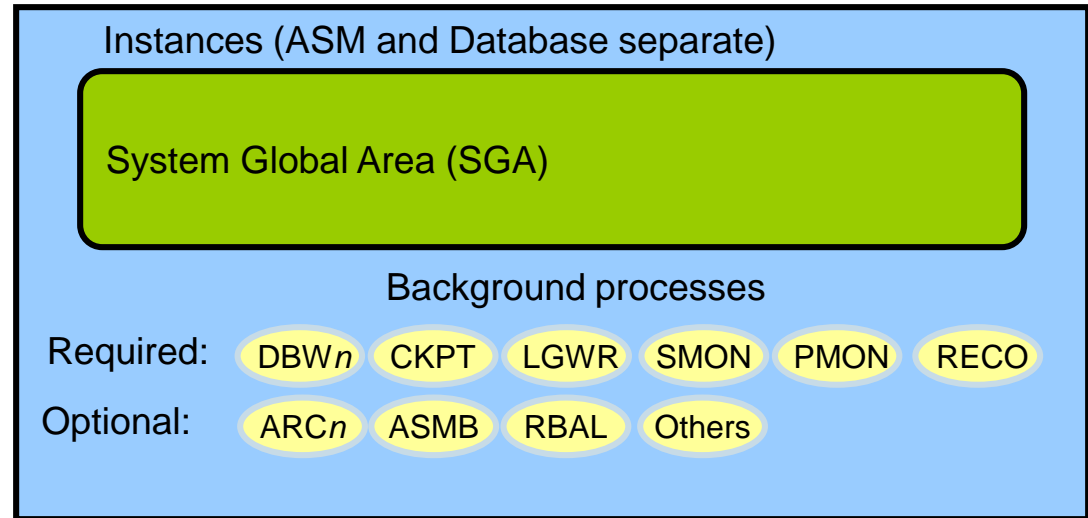 Instances (ASM and Database separate)
System Global Area (SGA)
Background processes
Required: DBWn CKPT LGWR SMON PMON RECO
Optional: ARCn ASMB RBAL Others